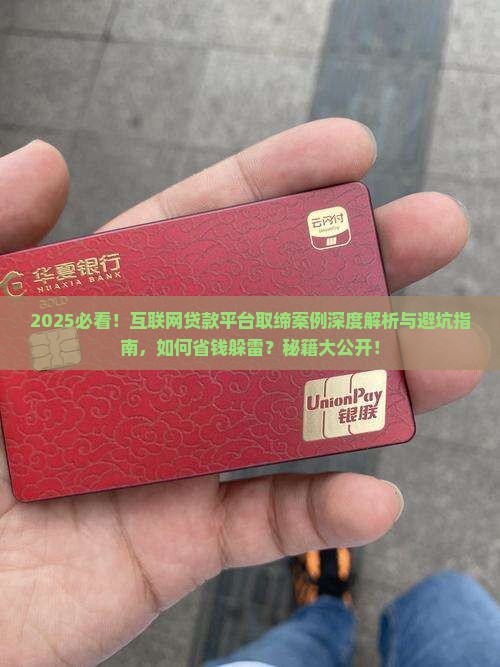 云闪付
UnionPay
华夏银行
HUAXIA BANK
GOLD
2025必看！互联网贷款平台取缔案例深度解析与避坑指
南，如何省钱躲雷？秘籍大公开！
UnionPay
银联